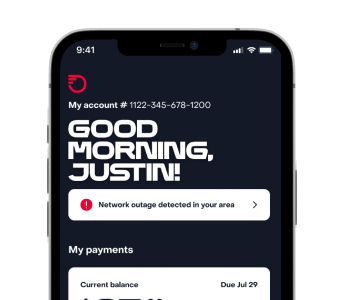 9:41
My account # 1122-345-678-1200
GOOD
MORNING,
JUSTIN!
Network outage detected in your area
My payments
Current balance Due Jul 29